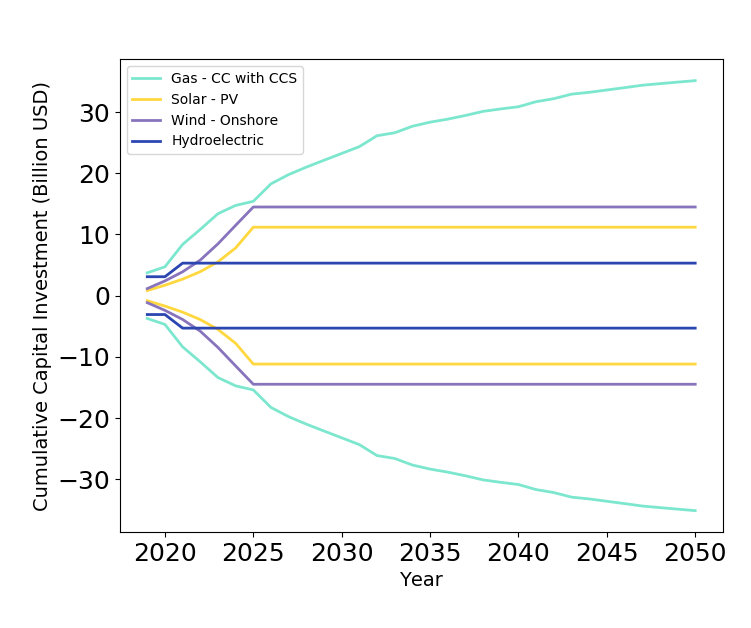 Gas - CC with CCS
Solar - PV
Wind - Onshore
Hydroelectric
Cumulative Capital Investment (Billion USD)
30
20
10
0
−10
−20
−30
2020 2025 2030 2035 2040 2045 2050
Year